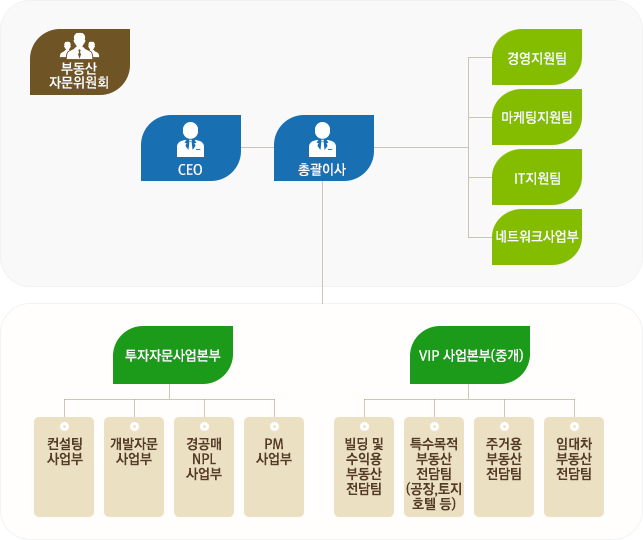 부동산
자문위원회
CEO
총괄이사
경영지원팀
마케팅지원팀
IT지원팀
네트워크사업부
투자자문사업본부
VIP 사업본부(중개)
컨설팅
사업부
개발자문
사업부
경공매
NPL
사업부
PM
사업부
빌딩 및
수익용
부동산
전담팀
특수목적
부동산
전담팀
(공장,토지
호텔 등)
주거용
부동산
전담팀
임대차
부동산
전담팀